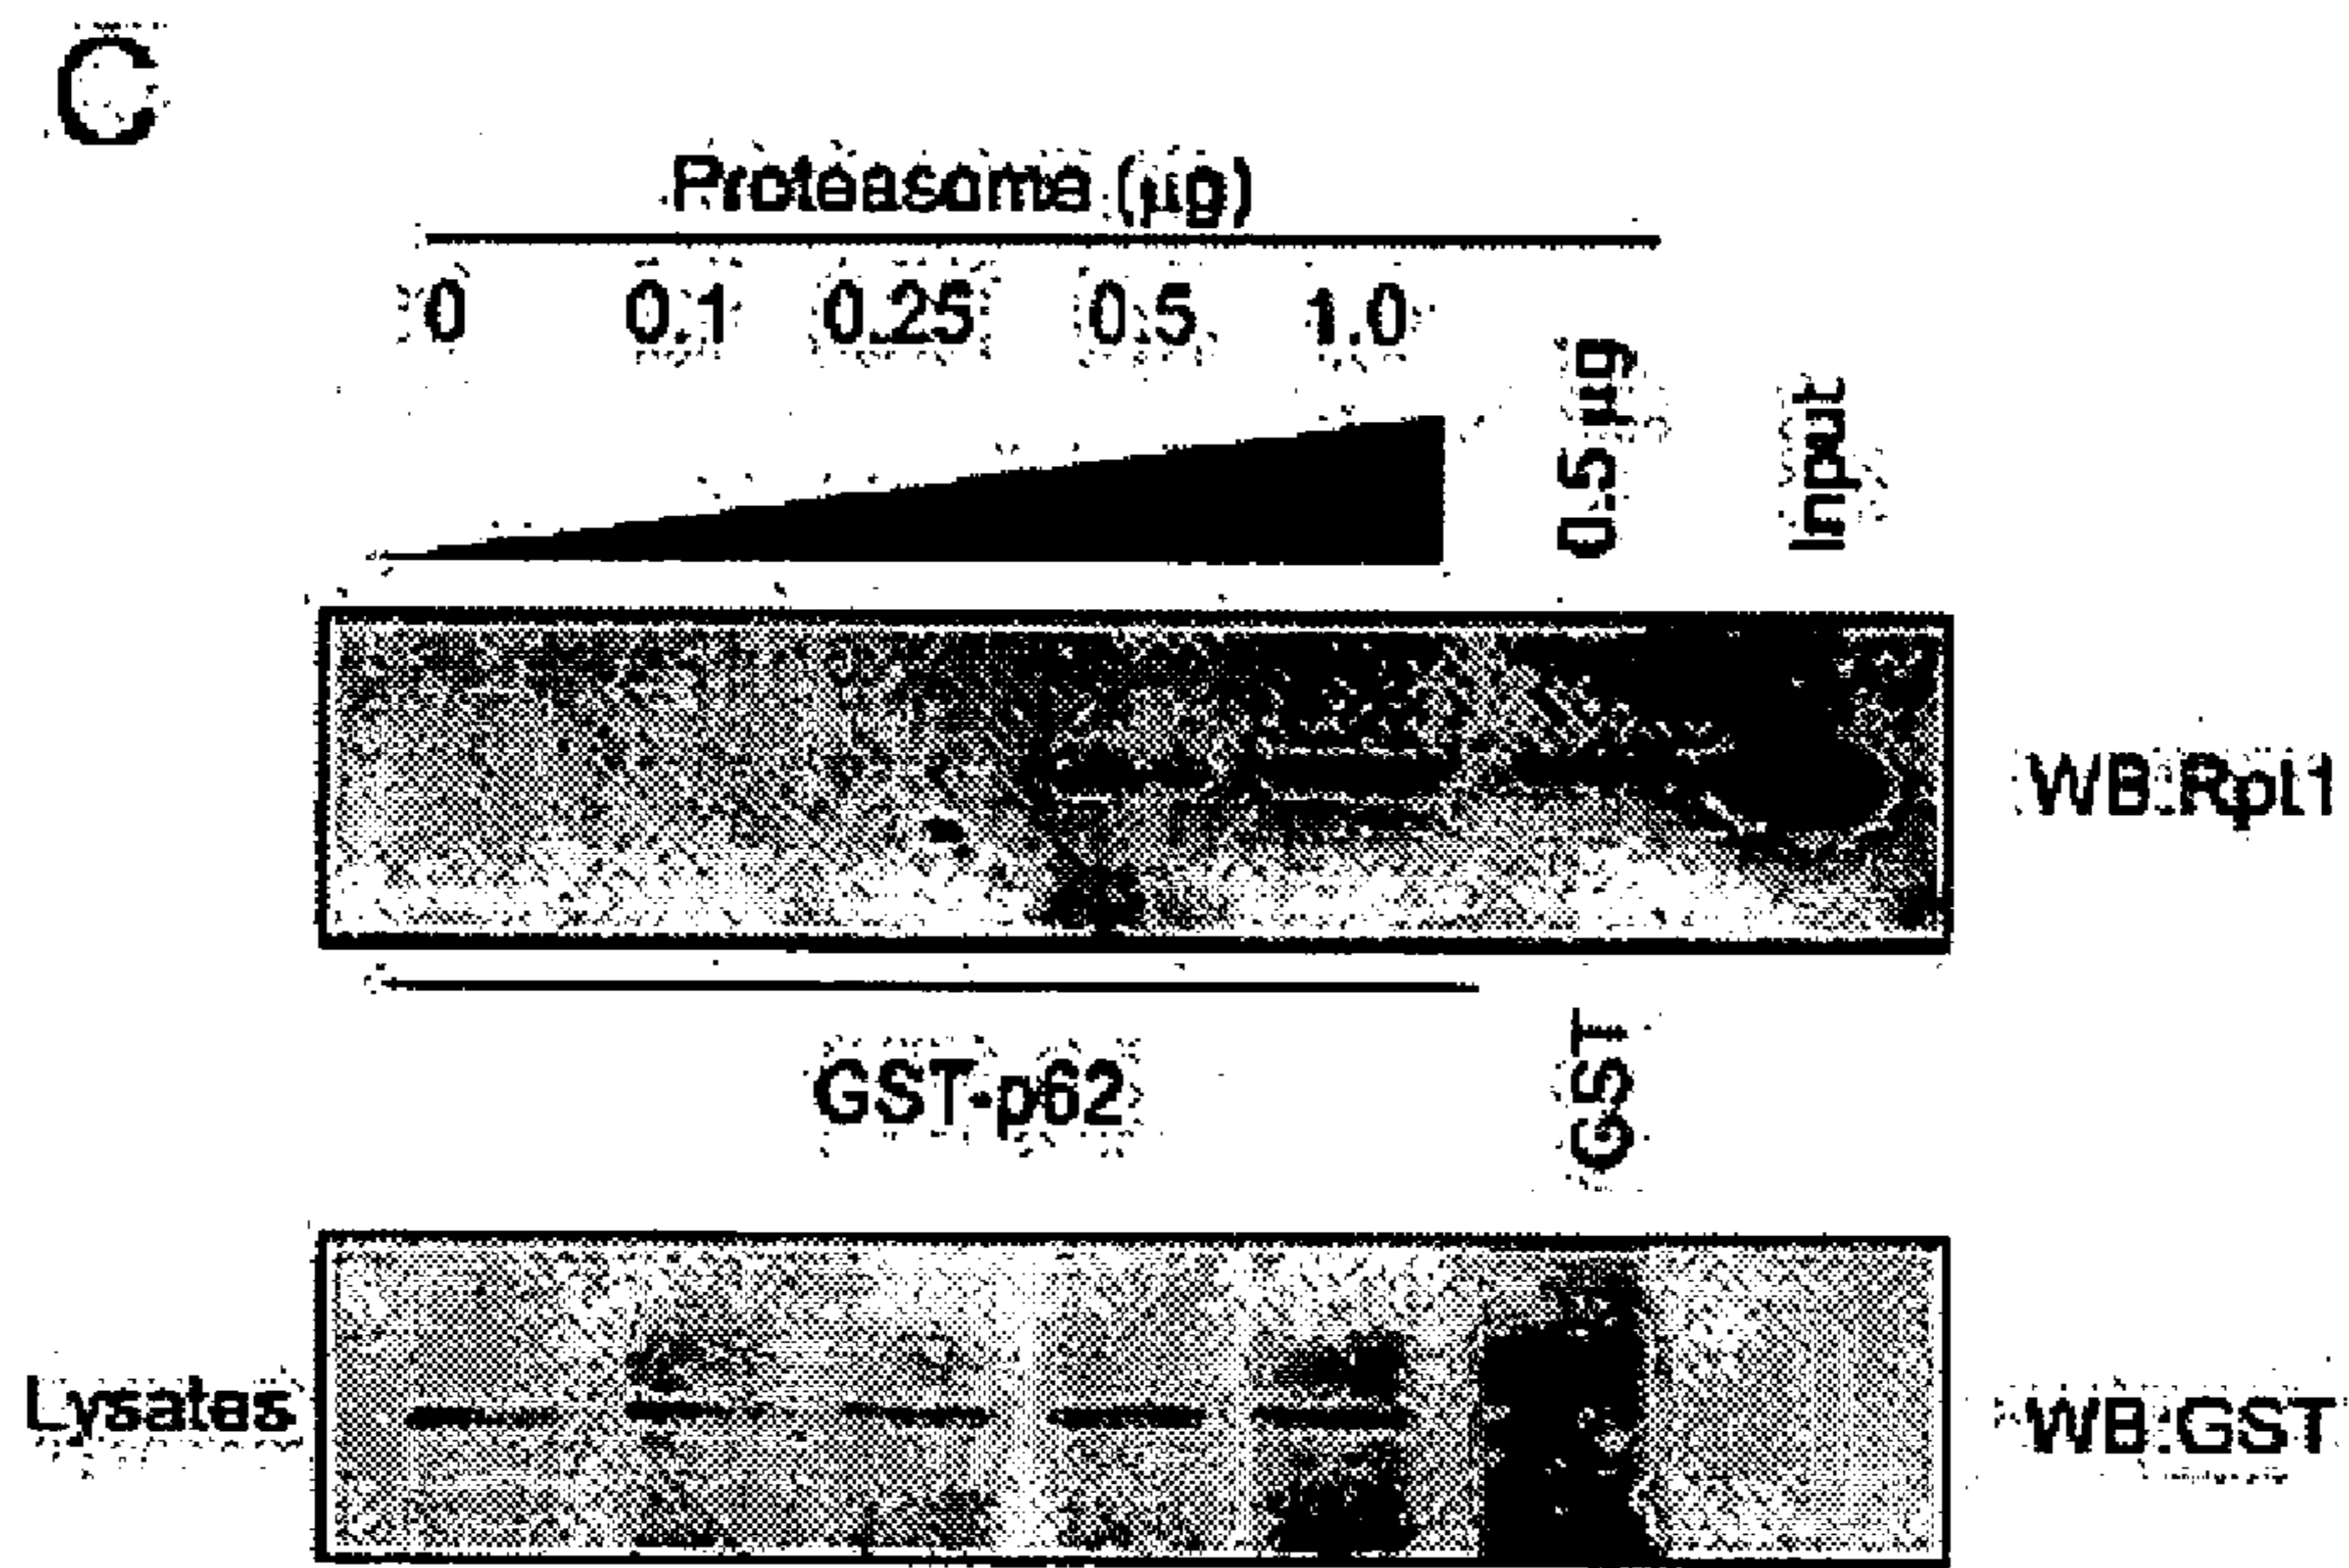 C
Proteasome (µg)
0 0.1 0.25 0.5 1.0
0.5 µg
Input
WB:Rpt1
GST-p62
GST
Lysates
WB:GST